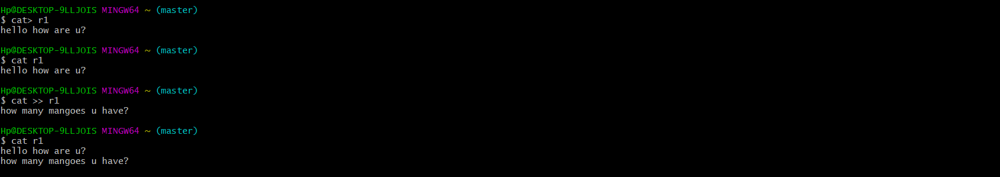 Hp@DESKTOP-9LLJOIS MINGW64 ~ (master)
$ cat> r1
hello how are u?
Hp@DESKTOP-9LLJOIS MINGW64 ~ (master)
$ cat r1
hello how are u?
Hp@DESKTOP-9LLJOIS MINGW64 ~ (master)
$ cat >> r1
how many mangoes u have?
Hp@DESKTOP-9LLJOIS MINGW64 ~ (master)
$ cat r1
hello how are u?
how many mangoes u have?